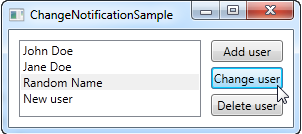 ChangeNotificationSample
John Doe
Jane Doe
Random Name
New user
Add user
Change user
Delete user